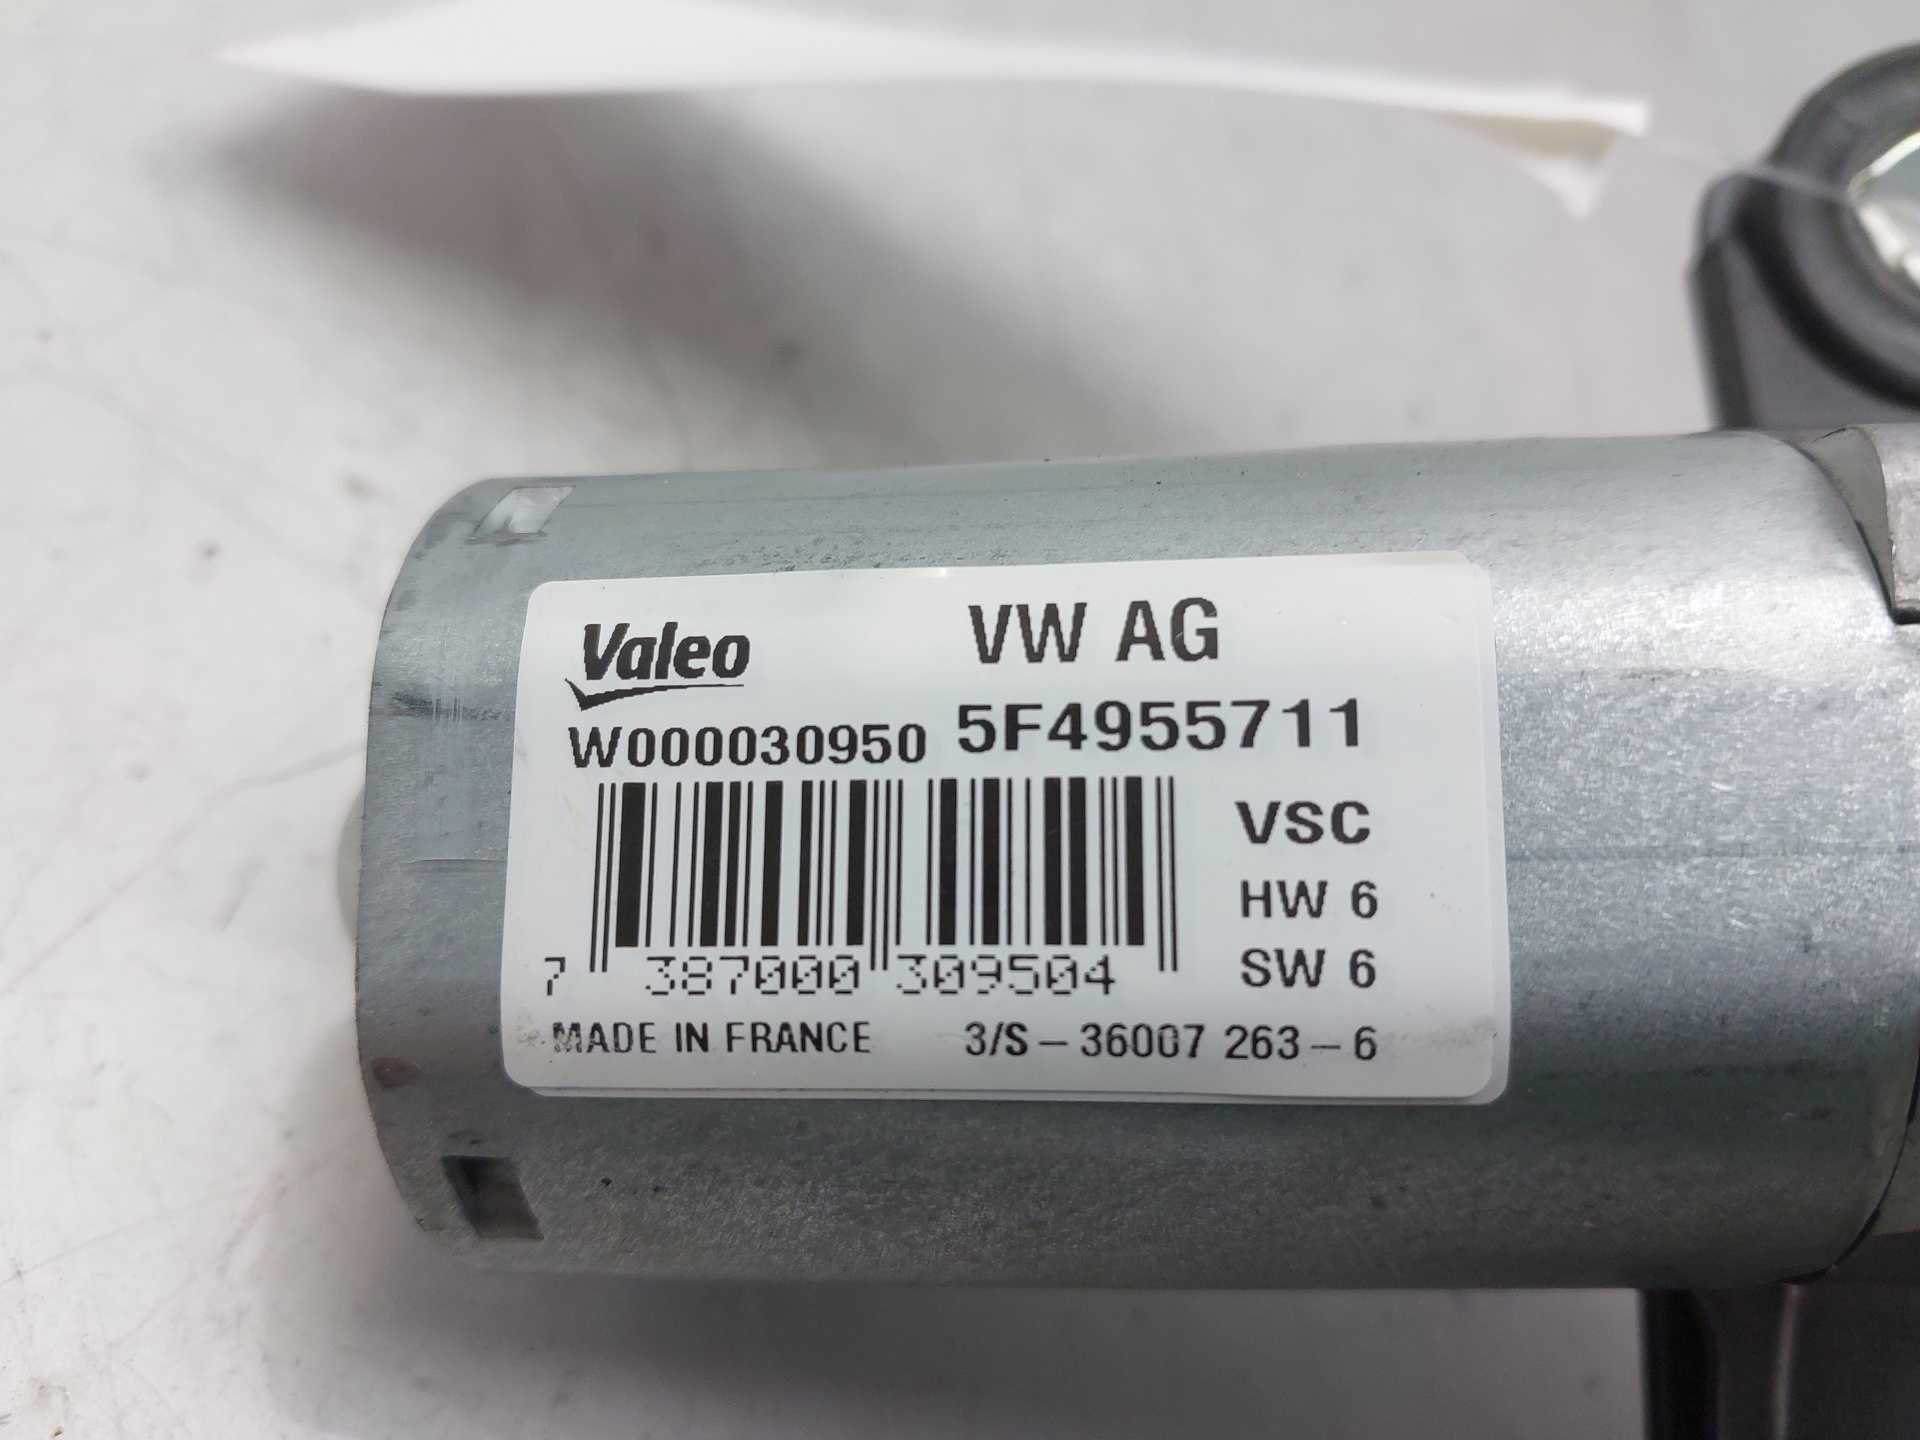 Valeo VW AG
W000030950 5F4955711
VSC
HW 6
SW 6
7 387000 309504
MADE IN FRANCE 3/S-36007 263-6